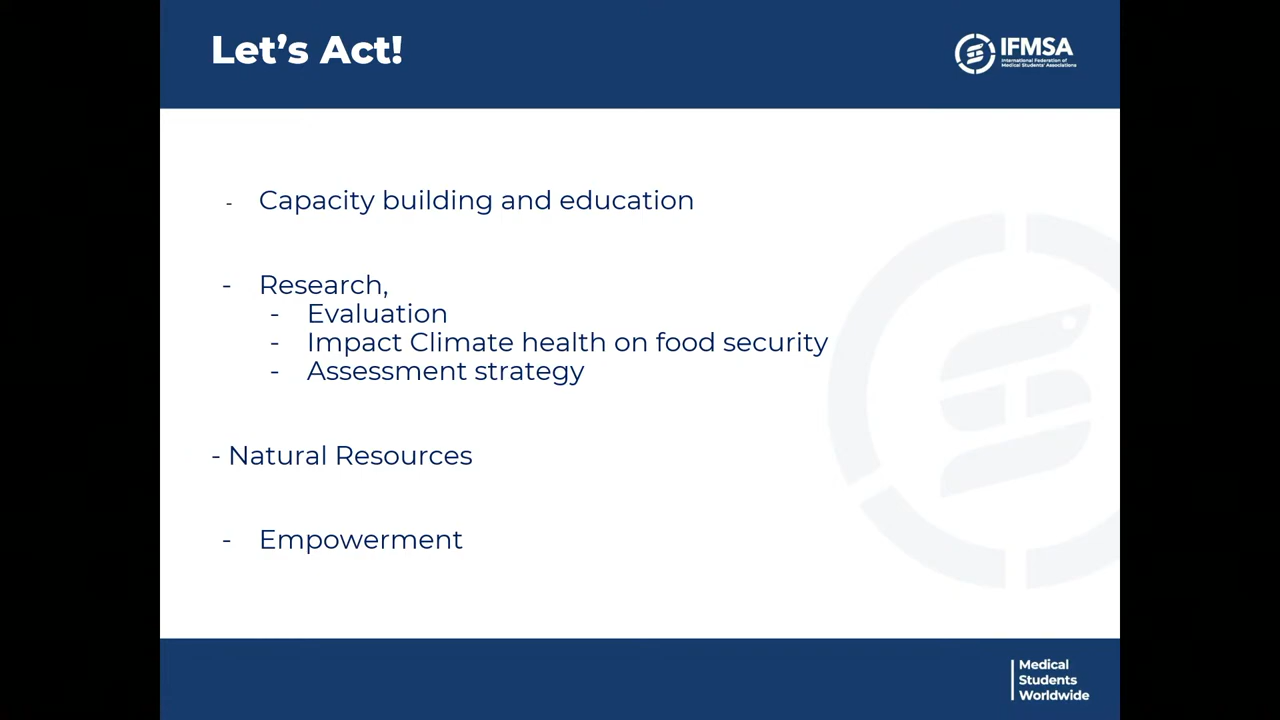 Let's Act!
IFMSA
International Federation of
Medical Students' Associations
- Capacity building and education
- Research,
- Evaluation
- Impact Climate health on food security
- Assessment strategy
- Natural Resources
- Empowerment
Medical
Students
Worldwide